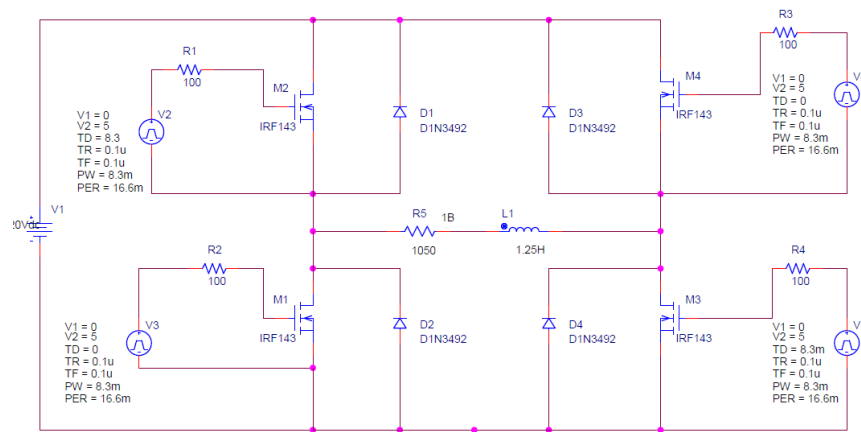 R1
100
M2
IRF143
V1 = 0
V2 = 5
TD = 8.3
TR = 0.1u
TF = 0.1u
PW = 8.3m
PER = 16.6m
V2
D1
D1N3492
D3
D1N3492
M4
IRF143
R3
100
V1 = 0
V2 = 5
TD = 0
TR = 0.1u
TF = 0.1u
PW = 8.3m
PER = 16.6m
V
V1
20Vdc
R5
1050
1B
L1
1.25H
R2
100
M1
IRF143
V3
V1 = 0
V2 = 5
TD = 0
TR = 0.1u
TF = 0.1u
PW = 8.3m
PER = 16.6m
D2
D1N3492
D4
D1N3492
M3
IRF143
R4
100
V1 = 0
V2 = 5
TD = 8.3m
TR = 0.1u
TF = 0.1u
PW = 8.3m
PER = 16.6m
V